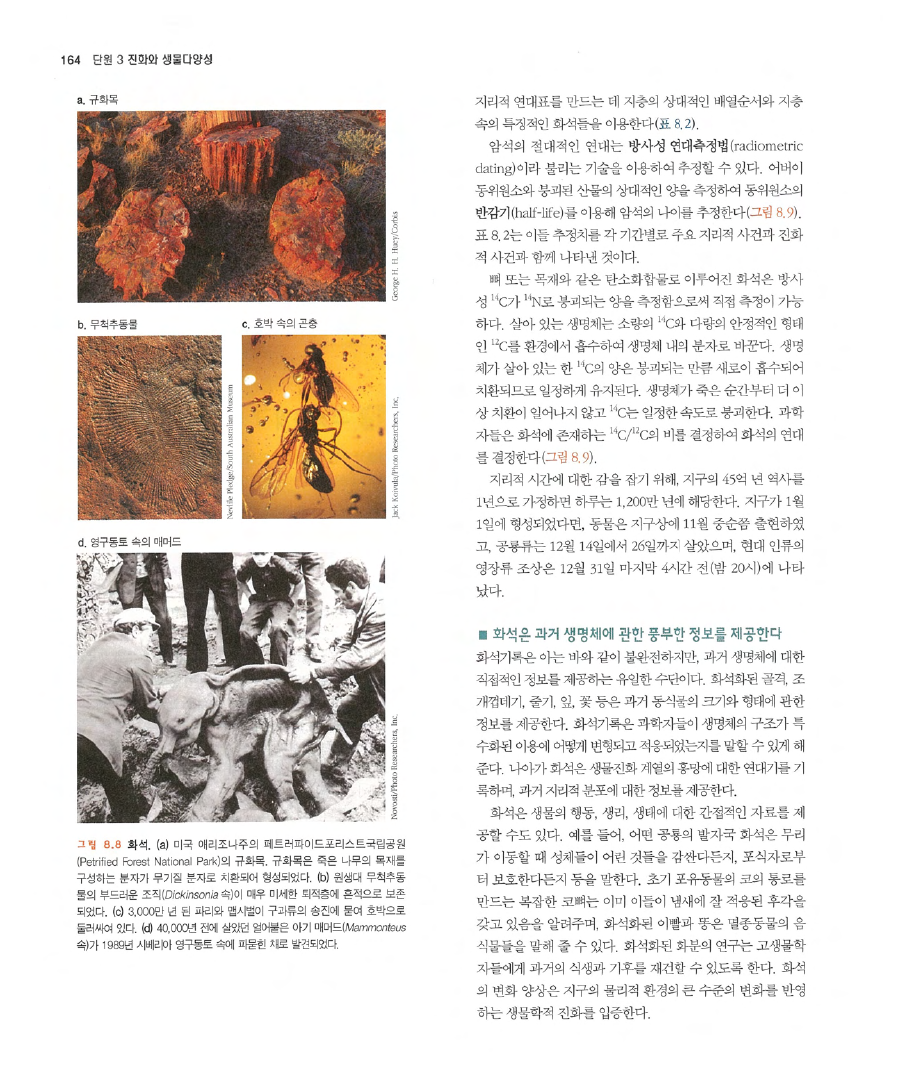 164 단원 3 진화와 생물다양성
a. 규화목
George H. H. Huey/Corbis
b. 무척추동물
Neville Pledge/South Australian Museum
c. 호박 속의 곤충
Jack Koivula/Photo Researchers, Inc.
d. 영구동토 속의 매머드
Novosti/Photo Researchers, Inc.
그림 8.8 화석. (a) 미국 애리조나주의 페트러파이드포리스트국립공원
(Petrified Forest National Park)의 규화목. 규화목은 죽은 나무의 목재를
구성하는 분자가 무기질 분자로 치환되어 형성되었다. (b) 원생대 무척추동
물의 부드러운 조직(Dickinsonia 속)이 매우 미세한 퇴적층에 흔적으로 보존
되었다. (c) 3,000만 년 된 파리와 맵시벌이 구과류의 송진에 묻여 호박으로
둘러싸여 있다. (d) 40,000년 전에 살았던 얼어붙은 아기 매머드(Mammonteus
속)가 1989년 시베리아 영구동토 속에 파묻힌 채로 발견되었다.
지리적 연대표를 만드는 데 지층의 상대적인 배열순서와 지층
속의 특징적인 화석들을 이용한다(표 8.2).
암석의 절대적인 연대는 방사성 연대측정법(radiometric
dating)이라 불리는 기술을 이용하여 추정할 수 있다. 어버이
동위원소와 붕괴된 산물의 상대적인 양을 측정하여 동위원소의
반감기(half-life)를 이용해 암석의 나이를 추정한다(그림 8.9).
표 8.2는 이들 추정치를 각 기간별로 주요 지리적 사건과 진화
적 사건과 함께 나타낸 것이다.
뼈 또는 목재와 같은 탄소화합물로 이루어진 화석은 방사
성 ¹⁴C가 ¹⁴N로 붕괴되는 양을 측정함으로써 직접 측정이 가능
하다. 살아 있는 생명체는 소량의 ¹⁴C와 다량의 안정적인 형태
인 ¹²C를 환경에서 흡수하여 생명체 내의 분자로 바꾼다. 생명
체가 살아 있는 한 ¹⁴C의 양은 붕괴되는 만큼 새로이 흡수되어
치환되므로 일정하게 유지된다. 생명체가 죽은 순간부터 더 이
상 치환이 일어나지 않고 ¹⁴C는 일정한 속도로 붕괴한다. 과학
자들은 화석에 존재하는 ¹⁴C/¹²C의 비를 결정하여 화석의 연대
를 결정한다(그림 8.9).
지리적 시간에 대한 감을 잡기 위해, 지구의 45억 년 역사를
1년으로 가정하면 하루는 1,200만 년에 해당한다. 지구가 1월
1일에 형성되었다면, 동물은 지구상에 11월 중순쯤 출현하였
고, 공룡류는 12월 14일에서 26일까지 살았으며, 현대 인류의
영장류 조상은 12월 31일 마지막 4시간 전(밤 20시)에 나타
났다.
■ 화석은 과거 생명체에 관한 풍부한 정보를 제공한다
화석기록은 아는 바와 같이 불완전하지만, 과거 생명체에 대한
직접적인 정보를 제공하는 유일한 수단이다. 화석화된 골격, 조
개껍데기, 줄기, 잎, 꽃 등은 과거 동식물의 크기와 형태에 관한
정보를 제공한다. 화석기록은 과학자들이 생명체의 구조가 특
수화된 이용에 어떻게 변형되고 적응되었는지를 말할 수 있게 해
준다. 나아가 화석은 생물진화 계열의 흥망에 대한 연대기를 기
록하며, 과거 지리적 분포에 대한 정보를 제공한다.
화석은 생물의 행동, 생리, 생태에 대한 간접적인 자료를 제
공할 수도 있다. 예를 들어, 어떤 공룡의 발자국 화석은 무리
가 이동할 때 성체들이 어린 것들을 감싼다든지, 포식자로부
터 보호한다든지 등을 말한다. 초기 포유동물의 코의 통로를
만드는 복잡한 코뼈는 이미 이들이 냄새에 잘 적응된 후각을
갖고 있음을 알려주며, 화석화된 이빨과 똥은 멸종동물의 음
식물들을 말해 줄 수 있다. 화석화된 화분의 연구는 고생물학
자들에게 과거의 식생과 기후를 재건할 수 있도록 한다. 화석
의 변화 양상은 지구의 물리적 환경의 큰 수준의 변화를 반영
하는 생물학적 진화를 입증한다.